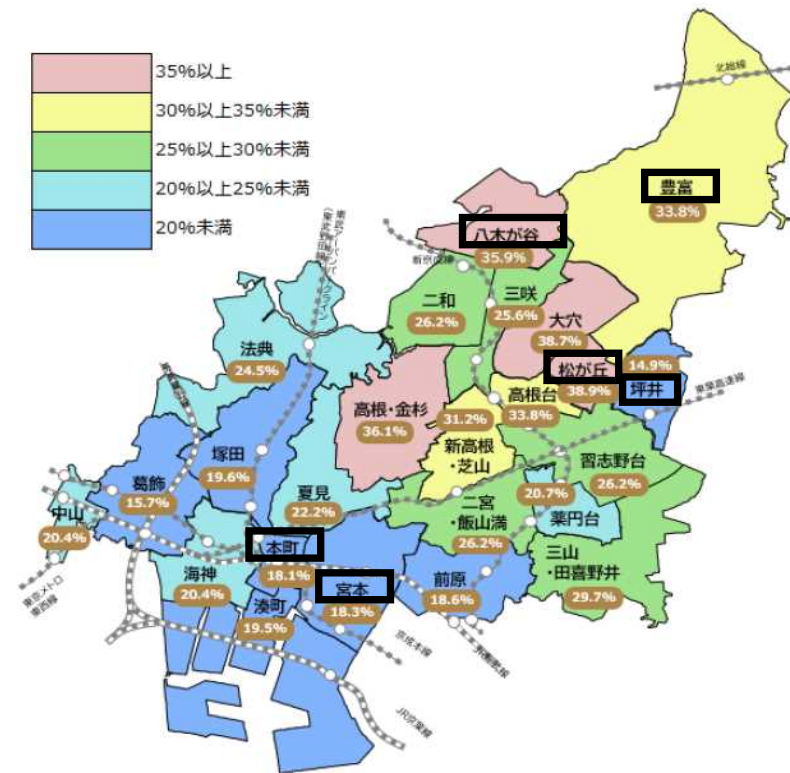 35%以上
30%以上35%未満
25%以上30%未満
20%以上25%未満
20%未満
北総線
豊富
33.8%
八木が谷
35.9%
新京成線
三咲
25.6%
二和
26.2%
大穴
38.7%
法典
24.5%
松が丘
38.9%
14.9%
坪井
東葉高速線
高根・金杉
36.1%
高根台
33.8%
31.2%
新高根
・芝山
習志野台
26.2%
塚田
19.6%
葛飾
15.7%
夏見
22.2%
二宮
・飯山満
26.2%
20.7%
薬円台
中山
20.4%
本町
18.1%
海神
20.4%
宮本
18.3%
前原
18.6%
三山
・田喜野井
29.7%
湊町
19.5%
東京メトロ
東西線
京成本線
JR京葉線